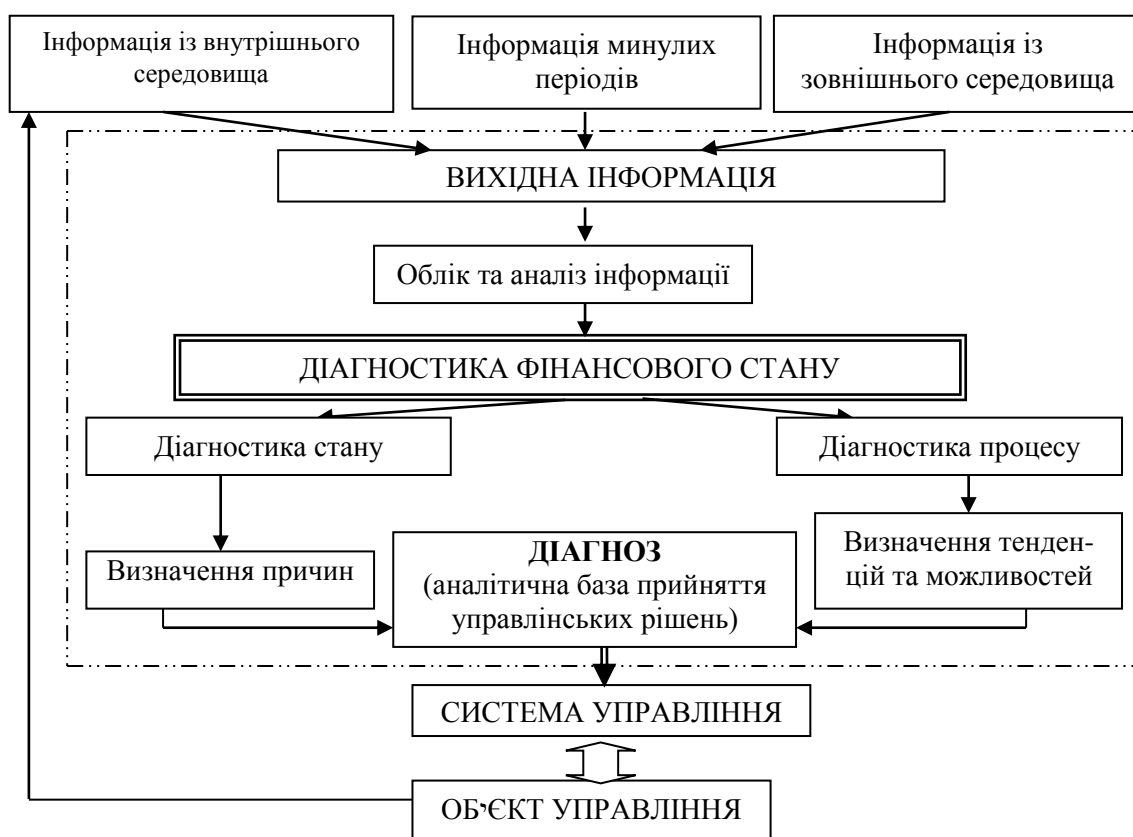 Інформація із внутрішнього
середовища
Інформація минулих
періодів
Інформація із
зовнішнього середовища
ВИХІДНА ІНФОРМАЦІЯ
Облік та аналіз інформації
ДІАГНОСТИКА ФІНАНСОВОГО СТАНУ
Діагностика стану
Діагностика процесу
Визначення причин
ДІАГНОЗ
(аналітична база прийняття
управлінських рішень)
Визначення тенден-
цій та можливостей
СИСТЕМА УПРАВЛІННЯ
ОБ'ЄКТ УПРАВЛІННЯ